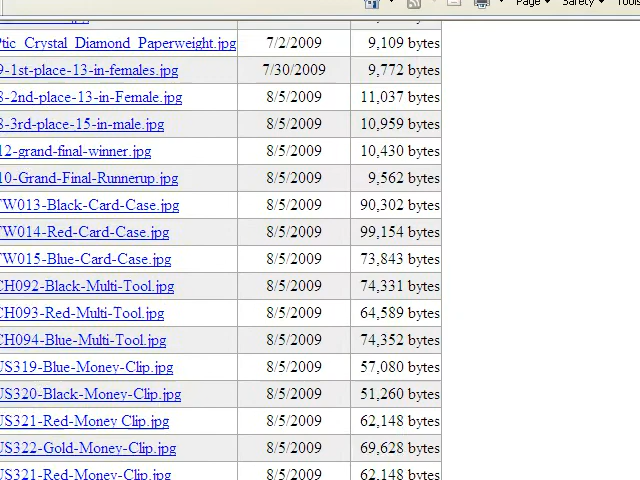 Page Safety Tools
Ptic_Crystal_Diamond_Paperweight.jpg 7/2/2009 9,109 bytes
9-1st-place-13-in-females.jpg 7/30/2009 9,772 bytes
8-2nd-place-13-in-Female.jpg 8/5/2009 11,037 bytes
8-3rd-place-15-in-male.jpg 8/5/2009 10,959 bytes
12-grand-final-winner.jpg 8/5/2009 10,430 bytes
10-Grand-Final-Runnerup.jpg 8/5/2009 9,562 bytes
TW013-Black-Card-Case.jpg 8/5/2009 90,302 bytes
TW014-Red-Card-Case.jpg 8/5/2009 99,154 bytes
TW015-Blue-Card-Case.jpg 8/5/2009 73,843 bytes
CH092-Black-Multi-Tool.jpg 8/5/2009 74,331 bytes
CH093-Red-Multi-Tool.jpg 8/5/2009 64,589 bytes
CH094-Blue-Multi-Tool.jpg 8/5/2009 74,352 bytes
US319-Blue-Money-Clip.jpg 8/5/2009 57,080 bytes
US320-Black-Money-Clip.jpg 8/5/2009 51,260 bytes
US321-Red-Money Clip.jpg 8/5/2009 62,148 bytes
US322-Gold-Money-Clip.jpg 8/5/2009 69,628 bytes
US321-Red-Money-Clip.jpg 8/5/2009 62,148 bytes